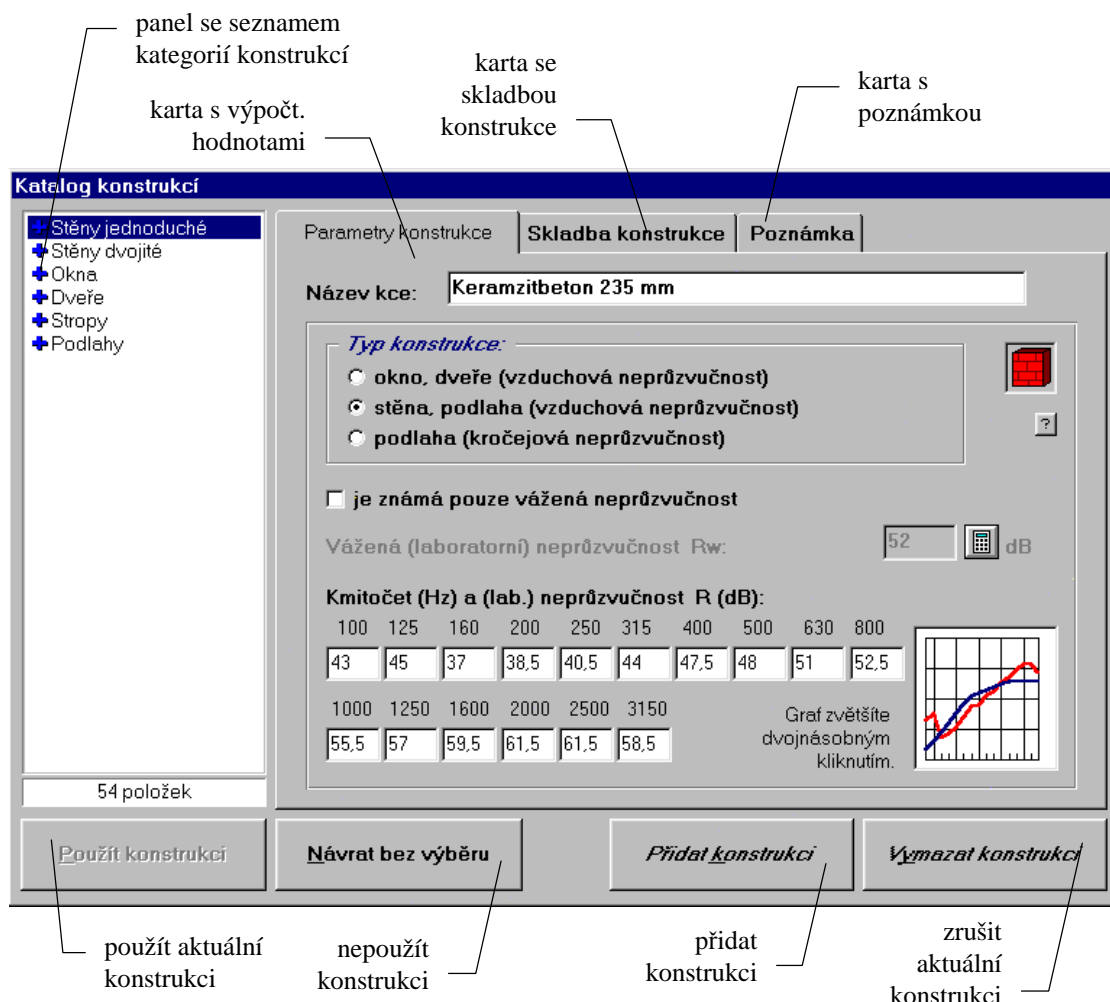 panel se seznamem
kategorií konstrukcí
karta s výpočt.
hodnotami
karta se
skladbou
konstrukce
karta s
poznámkou
Katalog konstrukcí
Stěny jednoduché
Stěny dvojité
Okna
Dveře
Stropy
Podlahy
54 položek
Parametry konstrukce
Skladba konstrukce
Poznámka
Název kce: Keramzitbeton 235 mm
Typ konstrukce:
okno, dveře (vzduchová neprůzvučnost)
stěna, podlaha (vzduchová neprůzvučnost)
podlaha (kročejová neprůzvučnost)
?
je známá pouze vážená neprůzvučnost
Vážená (laboratorní) neprůzvučnost Rw: 52 dB
Kmitočet (Hz) a (lab.) neprůzvučnost R (dB):
100 125 160 200 250 315 400 500 630 800
43 45 37 38,5 40,5 44 47,5 48 51 52,5
1000 1250 1600 2000 2500 3150
55,5 57 59,5 61,5 61,5 58,5
Graf zvětšíte
dvojnásobným
kliknutím.
Použít konstrukci
Návrat bez výběru
Přidat konstrukci
Vymazat konstrukci
použít aktuální
konstrukci
nepoužít
konstrukci
přidat
konstrukci
zrušit
aktuální
konstrukci